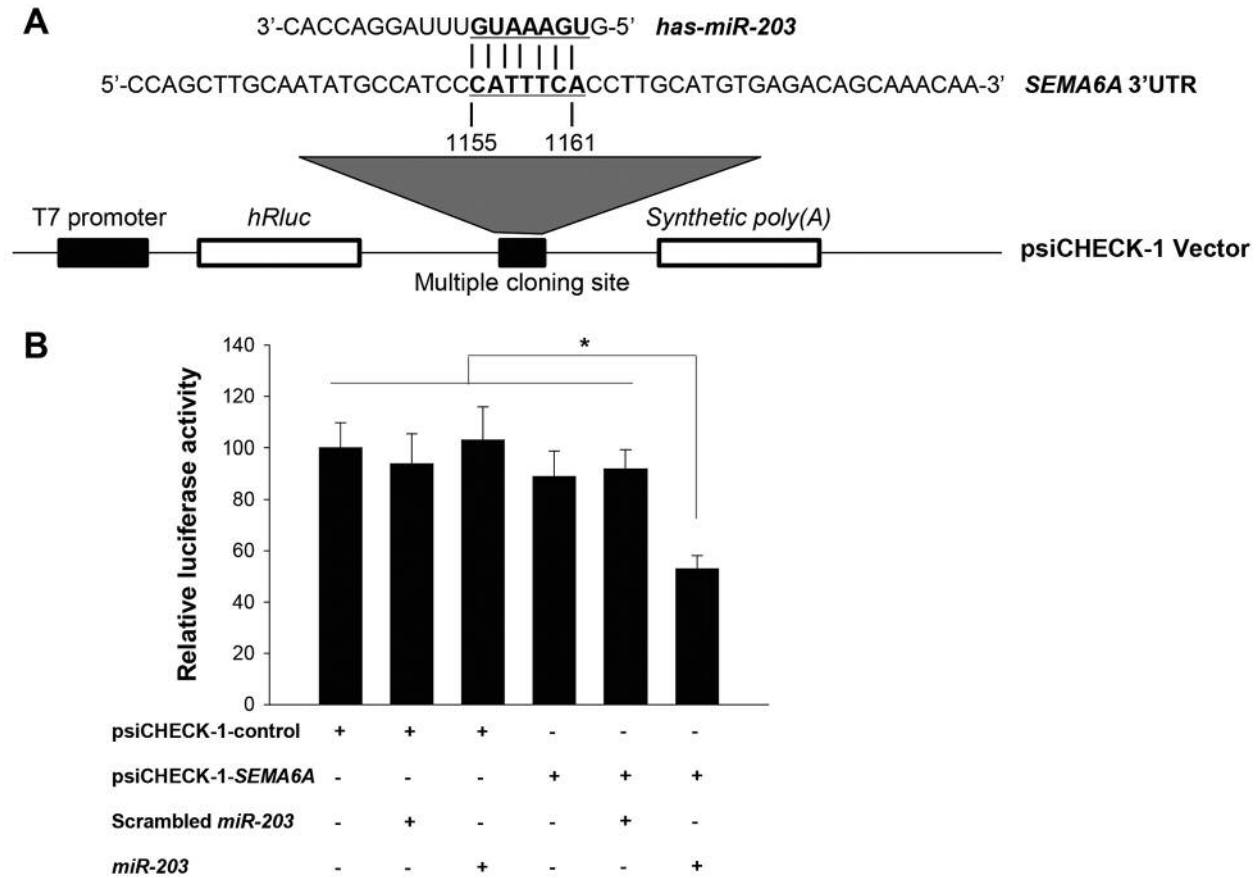 A
3'-CACCAGGAUUUGUAAAGUG-5' has-miR-203
5'-CCAGCTTGCAATATGCCATCCCATTTCACCTTGCATGTGAGACAGCAAACAA-3' SEMA6A 3'UTR
1155 1161
T7 promoter hRluc Synthetic poly(A)
psiCHECK-1 Vector
Multiple cloning site
B
Relative luciferase activity
140
120
100
80
60
40
20
0
*
psiCHECK-1-control + + + - - -
psiCHECK-1-SEMA6A - - - + + +
Scrambled miR-203 - + - - + -
miR-203 - - + - - +